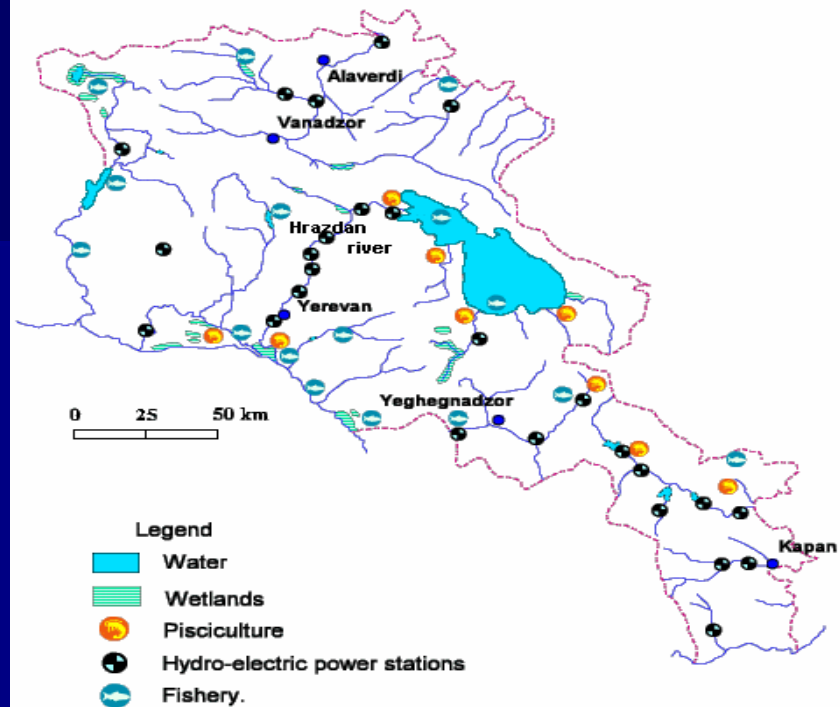 Alaverdi
Vanadzor
Hrazdan
river
Yerevan
Yeghegnadzor
0 25 50 km
Kapan
Legend
Water
Wetlands
Pisciculture
Hydro-electric power stations
Fishery.